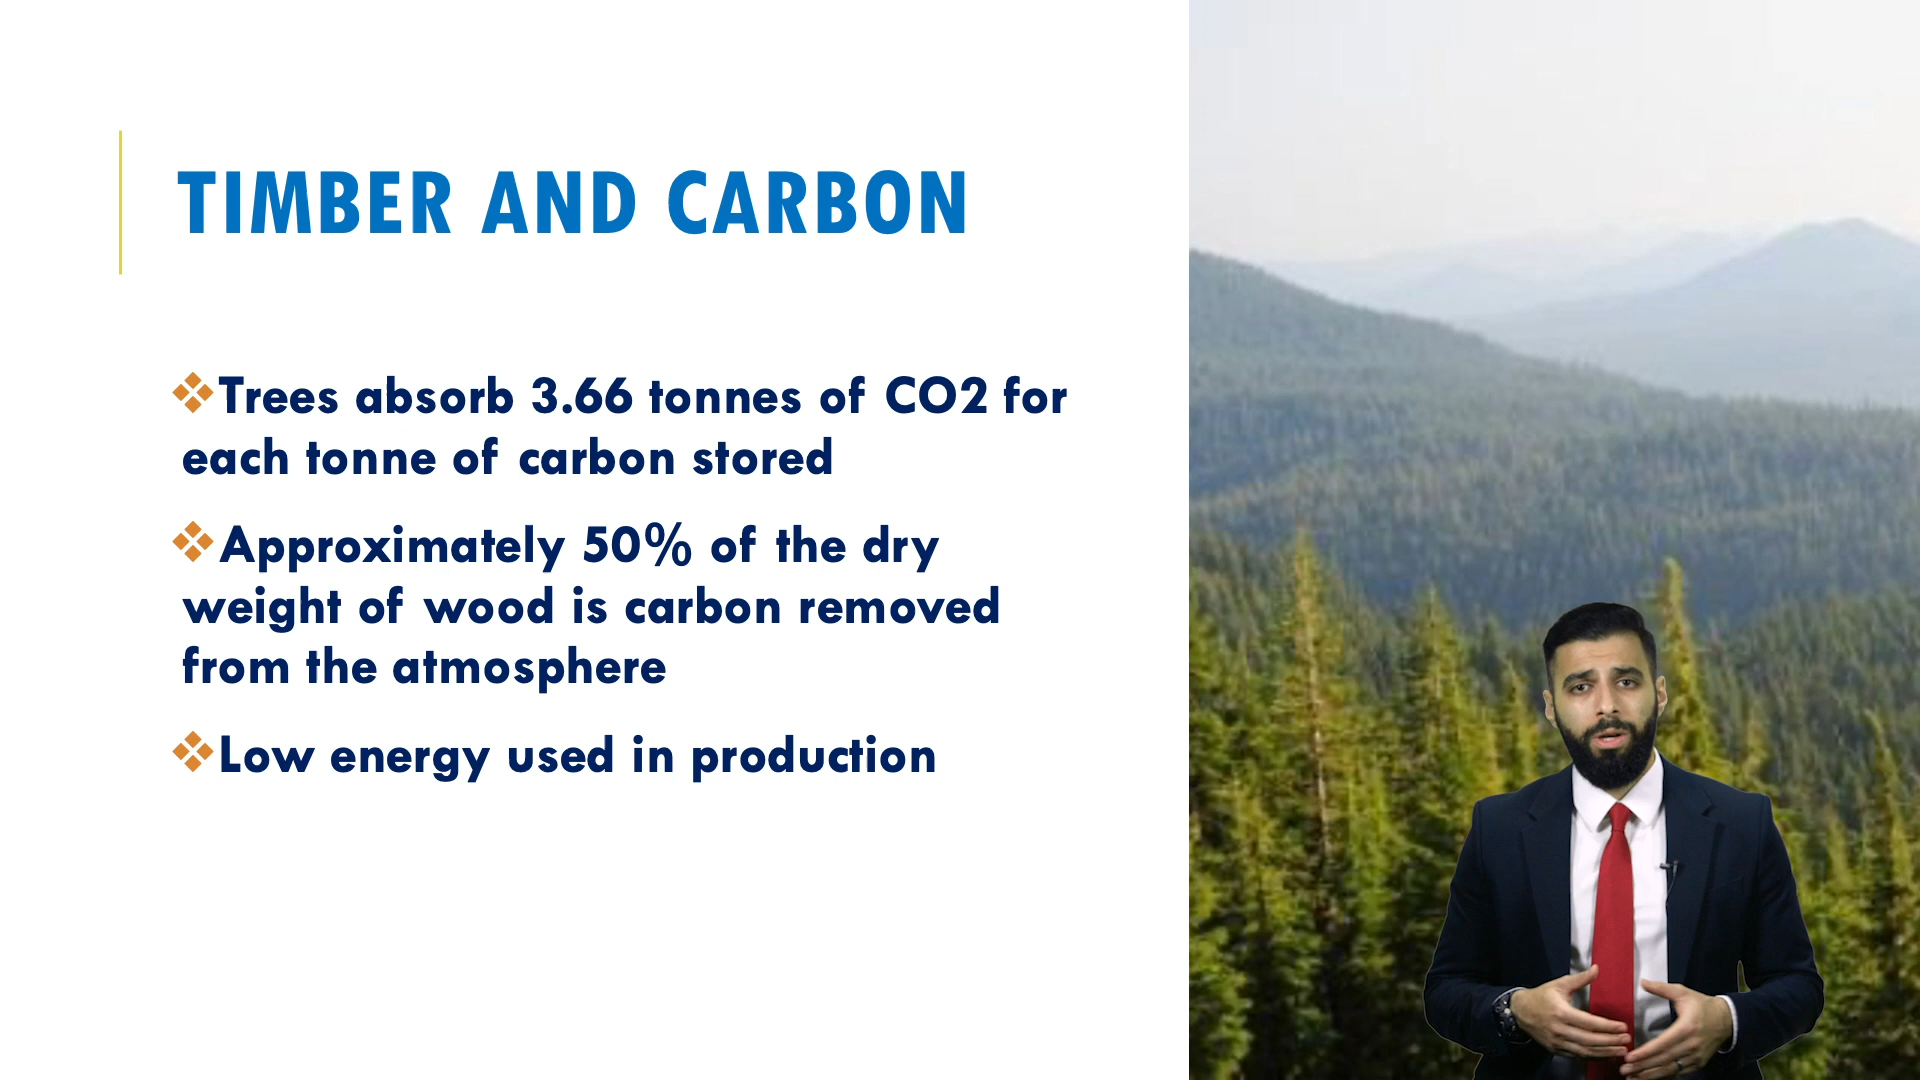 TIMBER AND CARBON
❖Trees absorb 3.66 tonnes of CO2 for
each tonne of carbon stored
❖Approximately 50% of the dry
weight of wood is carbon removed
from the atmosphere
❖Low energy used in production